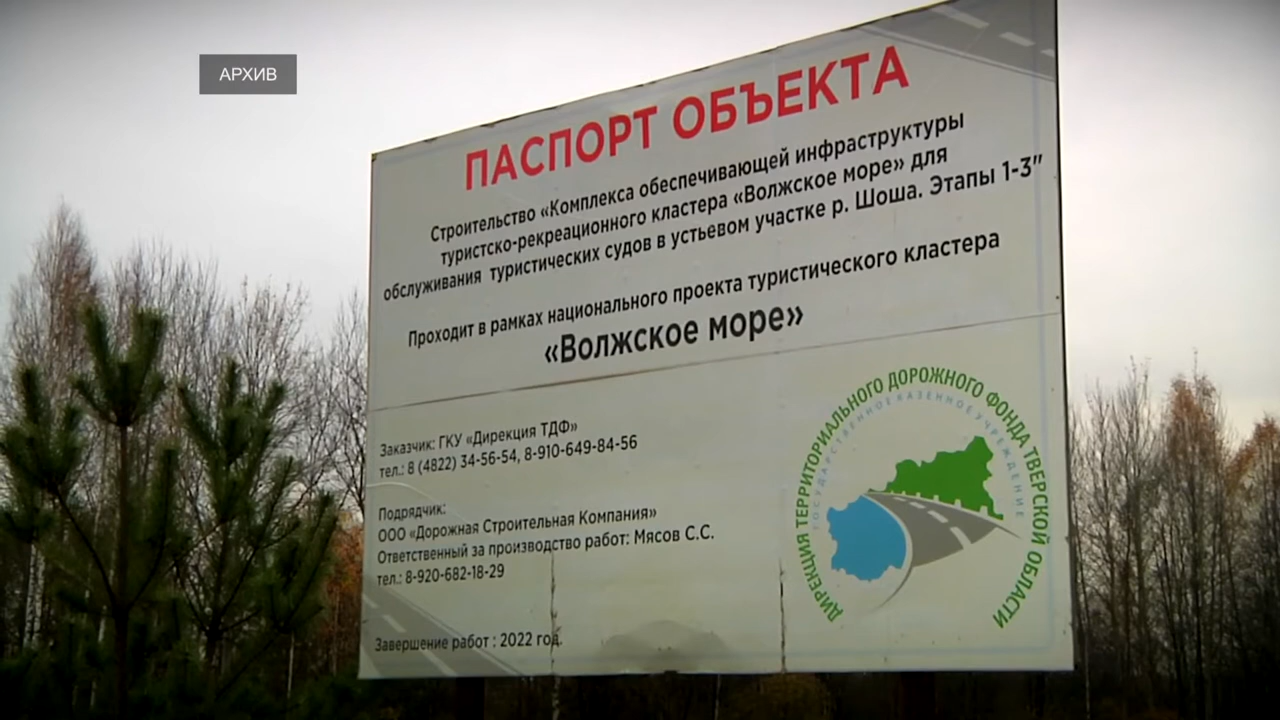 АРХИВ
ПАСПОРТ ОБЪЕКТА
Строительство «Комплекса обеспечивающей инфраструктуры
туристско-рекреационного кластера «Волжское море» для
обслуживания туристических судов в устьевом участке р. Шоша. Этапы 1-3"
Проходит в рамках национального проекта туристического кластера
«Волжское море»
Заказчик: ГКУ «Дирекция ТДФ»
тел.: 8 (4822) 34-56-54, 8-910-649-84-56
Подрядчик:
ООО «Дорожная Строительная Компания»
Ответственный за производство работ: Мясов С.С.
тел.: 8-920-682-18-29
Завершение работ : 2022 год.
ДИРЕКЦИЯ ТЕРРИТОРИАЛЬНОГО ДОРОЖНОГО ФОНДА ТВЕРСКОЙ ОБЛАСТИ
ГОСУДАРСТВЕННОЕ КАЗЕННОЕ УЧРЕЖДЕНИЕ